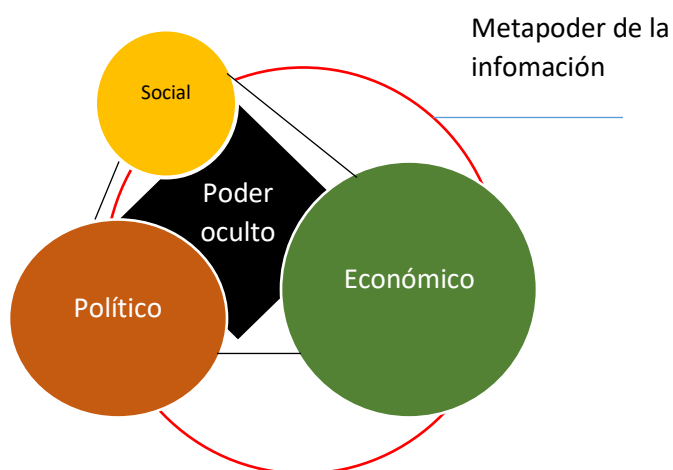 Metapoder de la
infomación
Social
Poder
oculto
Económico
Político